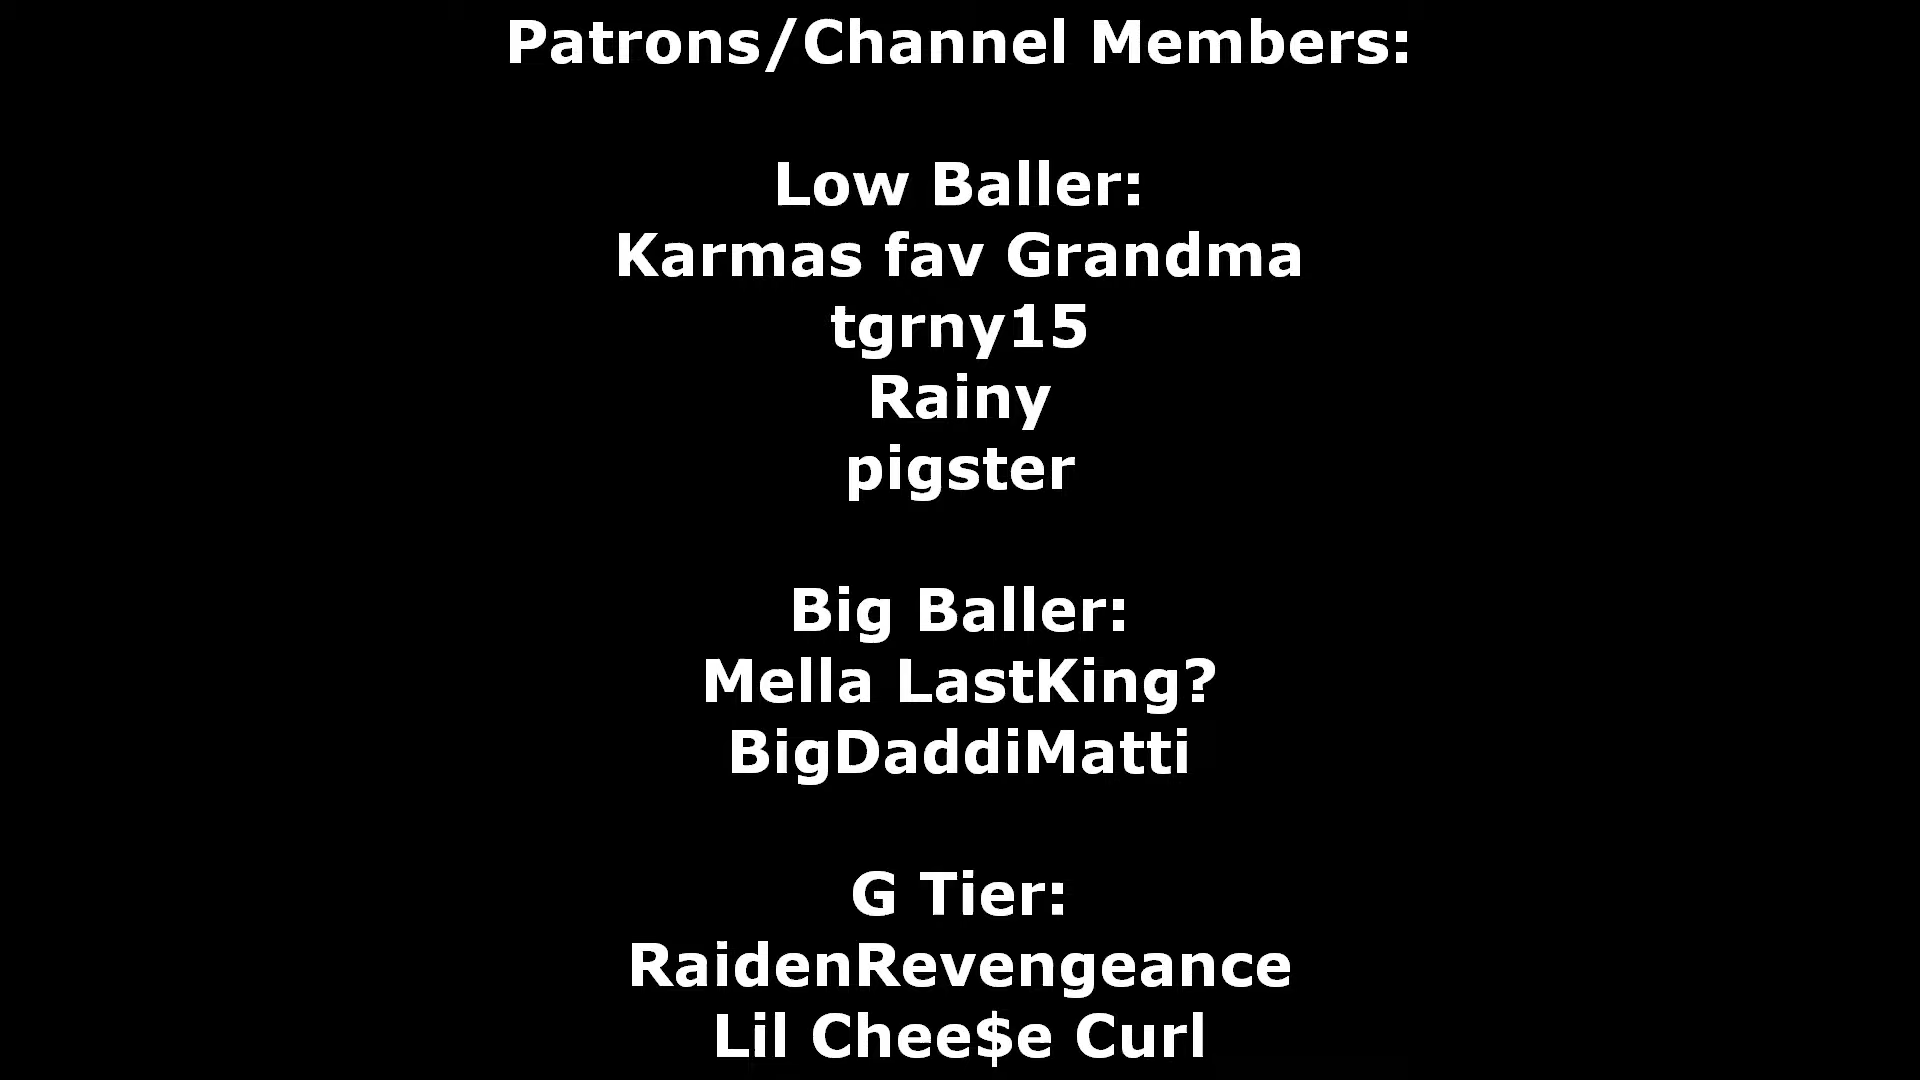 Patrons/Channel Members:
Low Baller:
Karmas fav Grandma
tgrny15
Rainy
pigster
Big Baller:
Mella LastKing?
BigDaddiMatti
G Tier:
RaidenRevengeance
Lil Chee$e Curl